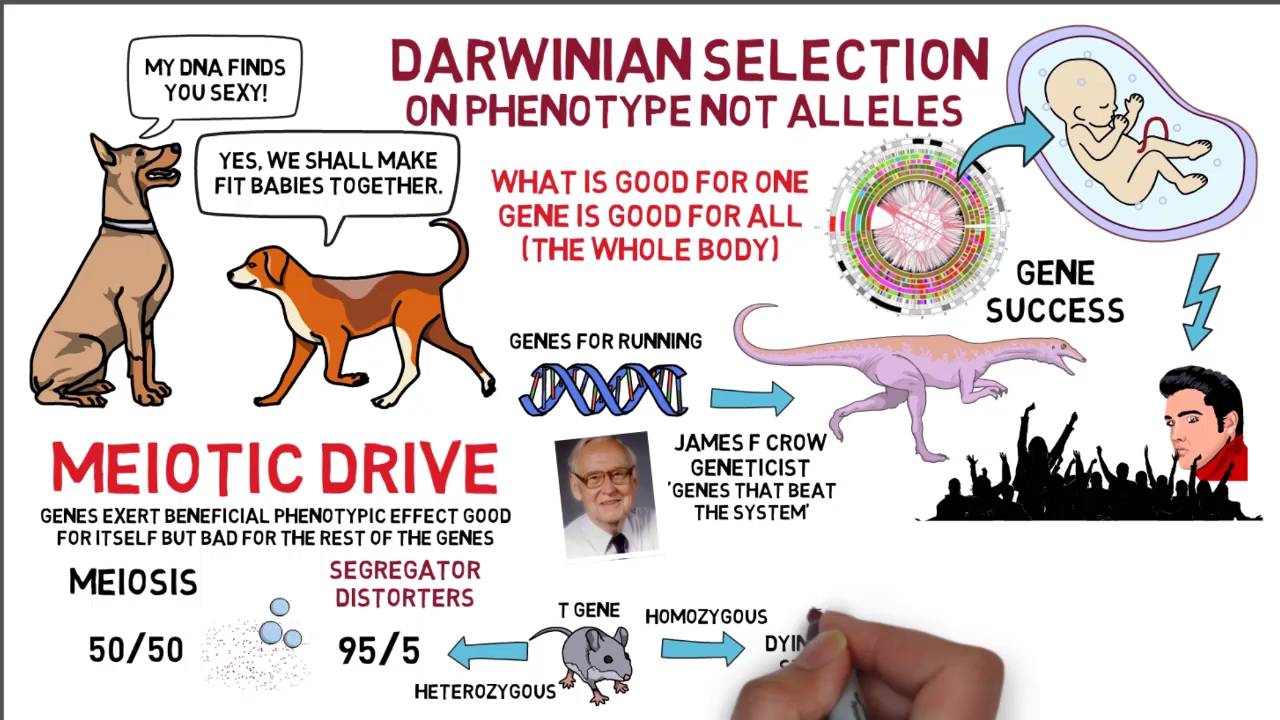 MY DNA FINDS
YOU SEXY!
DARWINIAN SELECTION
ON PHENOTYPE NOT ALLELES
YES, WE SHALL MAKE
FIT BABIES TOGETHER.
WHAT IS GOOD FOR ONE
GENE IS GOOD FOR ALL
(THE WHOLE BODY)
GENE
SUCCESS
GENES FOR RUNNING
JAMES F CROW
GENETICIST
'GENES THAT BEAT
THE SYSTEM'
MEIOTIC DRIVE
GENES EXERT BENEFICIAL PHENOTYPIC EFFECT GOOD
FOR ITSELF BUT BAD FOR THE REST OF THE GENES
MEIOSIS
50/50
SEGREGATOR
DISTORTERS
95/5
T GENE
HETEROZYGOUS
HOMOZYGOUS